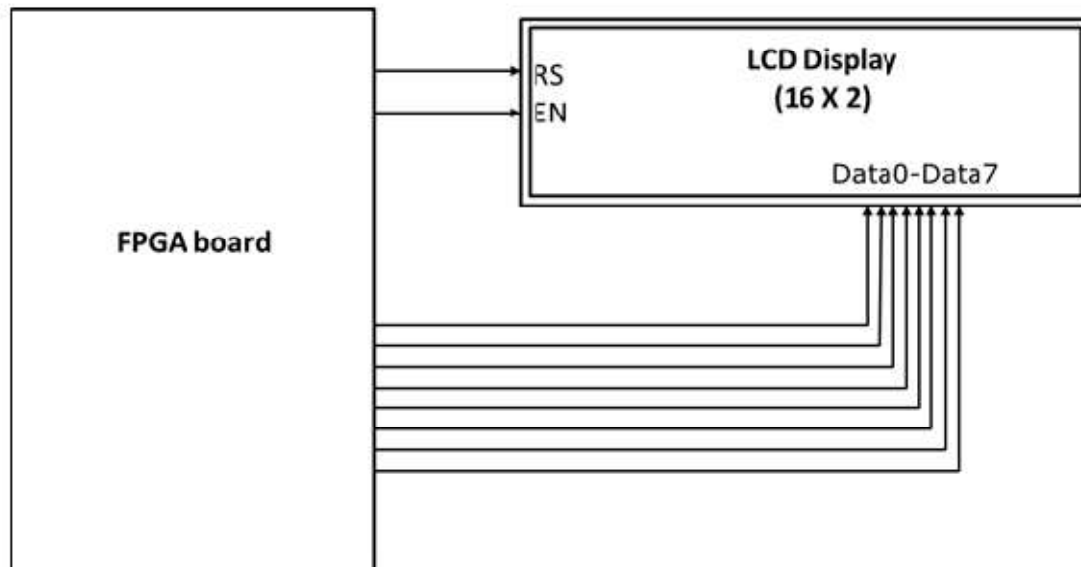 LCD Display
(16 X 2)
RS
EN
Data0-Data7
FPGA board